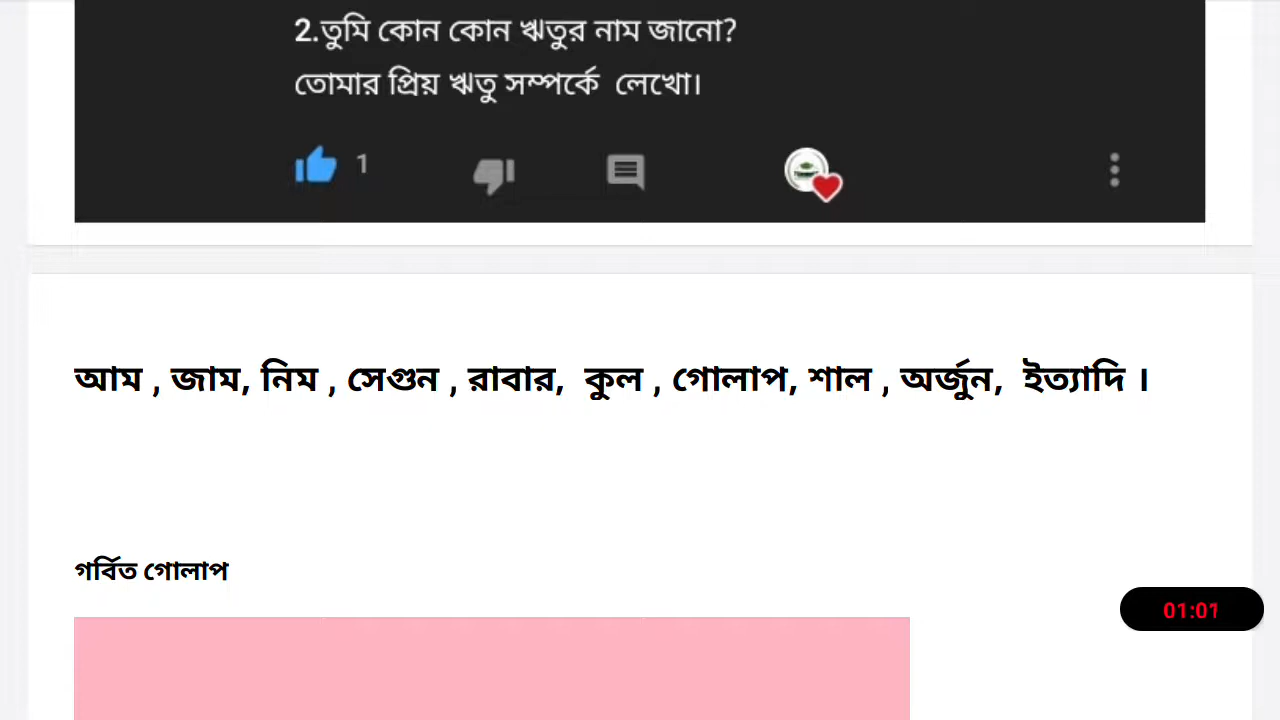 2.তুমি কোন কোন ঋতুর নাম জানো?
তোমার প্রিয় ঋতু সম্পর্কে লেখো।
1
আম , জাম, নিম , সেগুন , রাবার, কুল , গোলাপ, শাল , অর্জুন, ইত্যাদি ।
গর্বিত গোলাপ
01:01